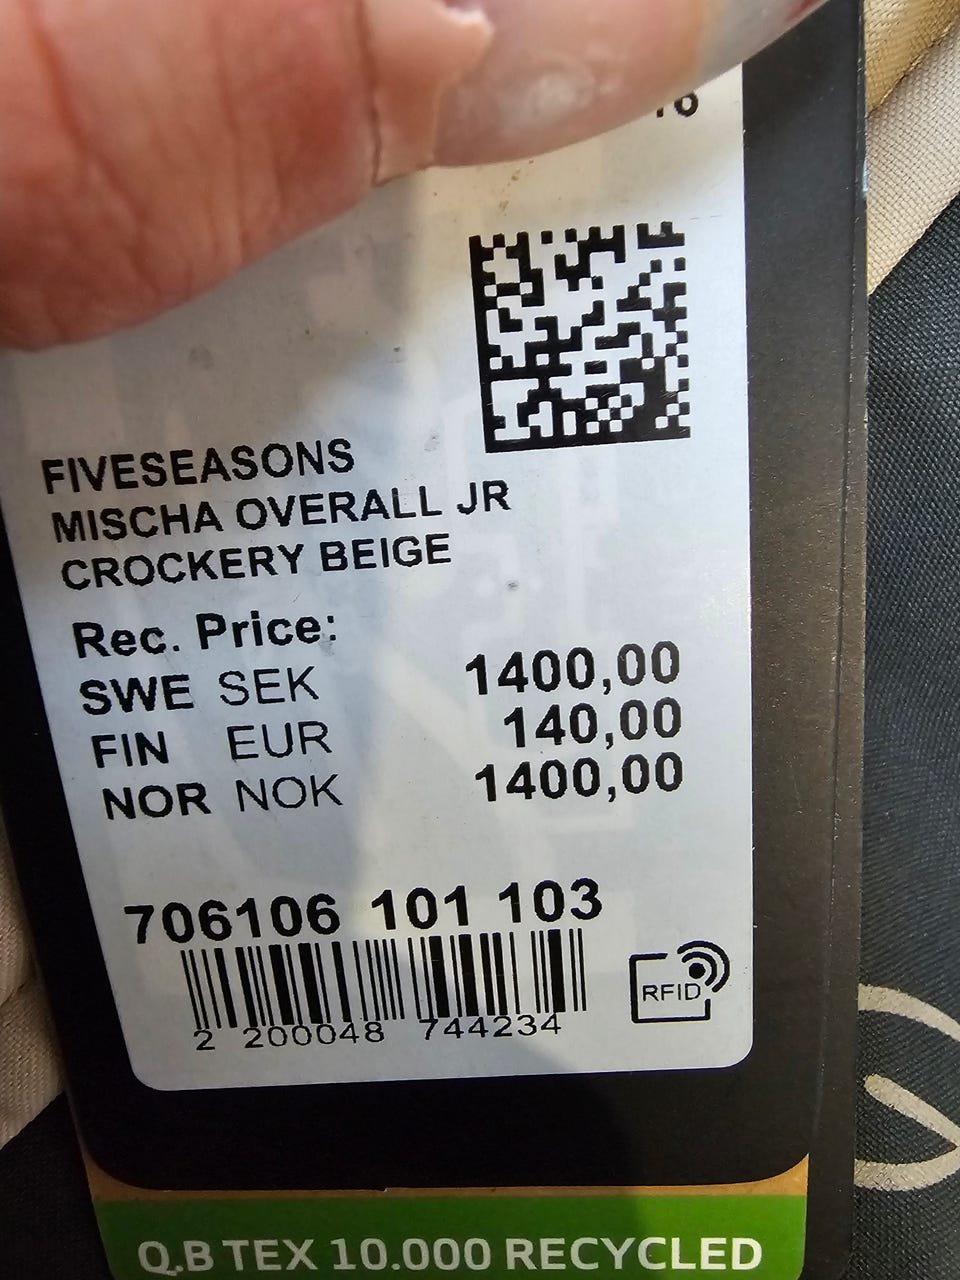 FIVESEASONS
MISCHA OVERALL JR
CROCKERY BEIGE
Rec. Price:
SWE SEK 1400,00
FIN EUR 140,00
NOR NOK 1400,00
706106 101 103
2 200048 744234
RFID
Q.B TEX 10.000 RECYCLED